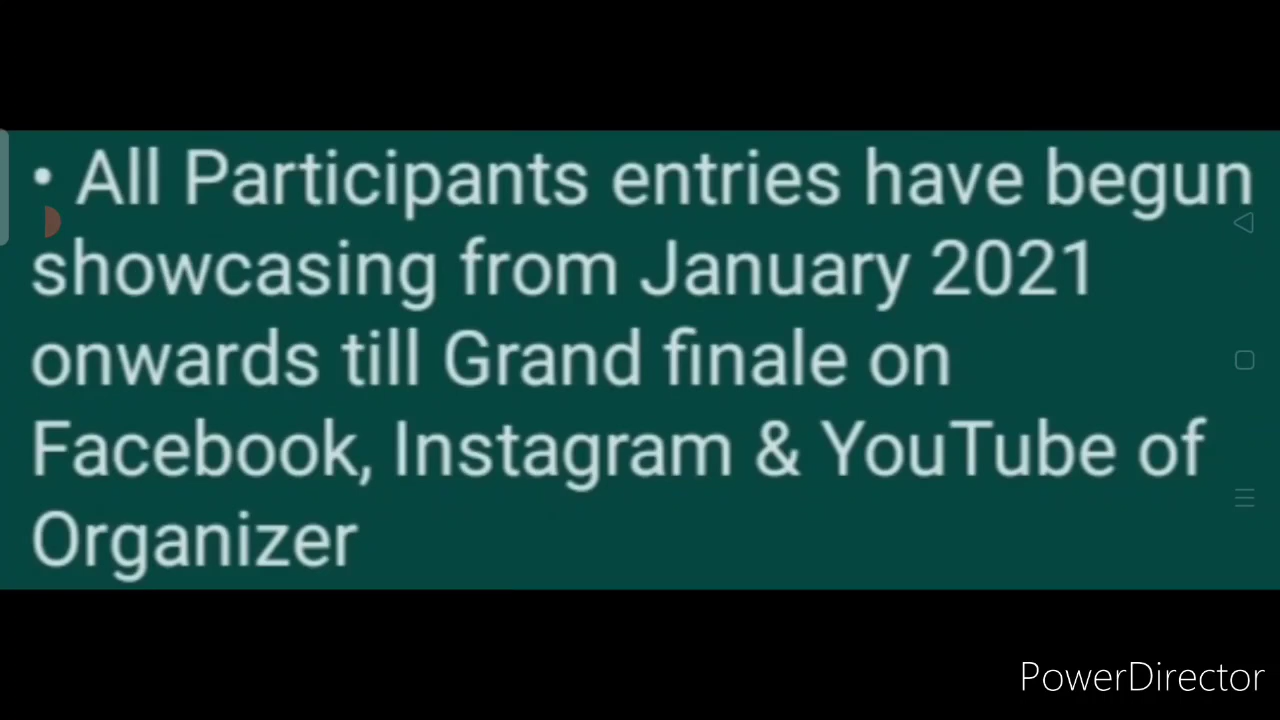 • All Participants entries have begun
showcasing from January 2021
onwards till Grand finale on
Facebook, Instagram & YouTube of
Organizer
PowerDirector